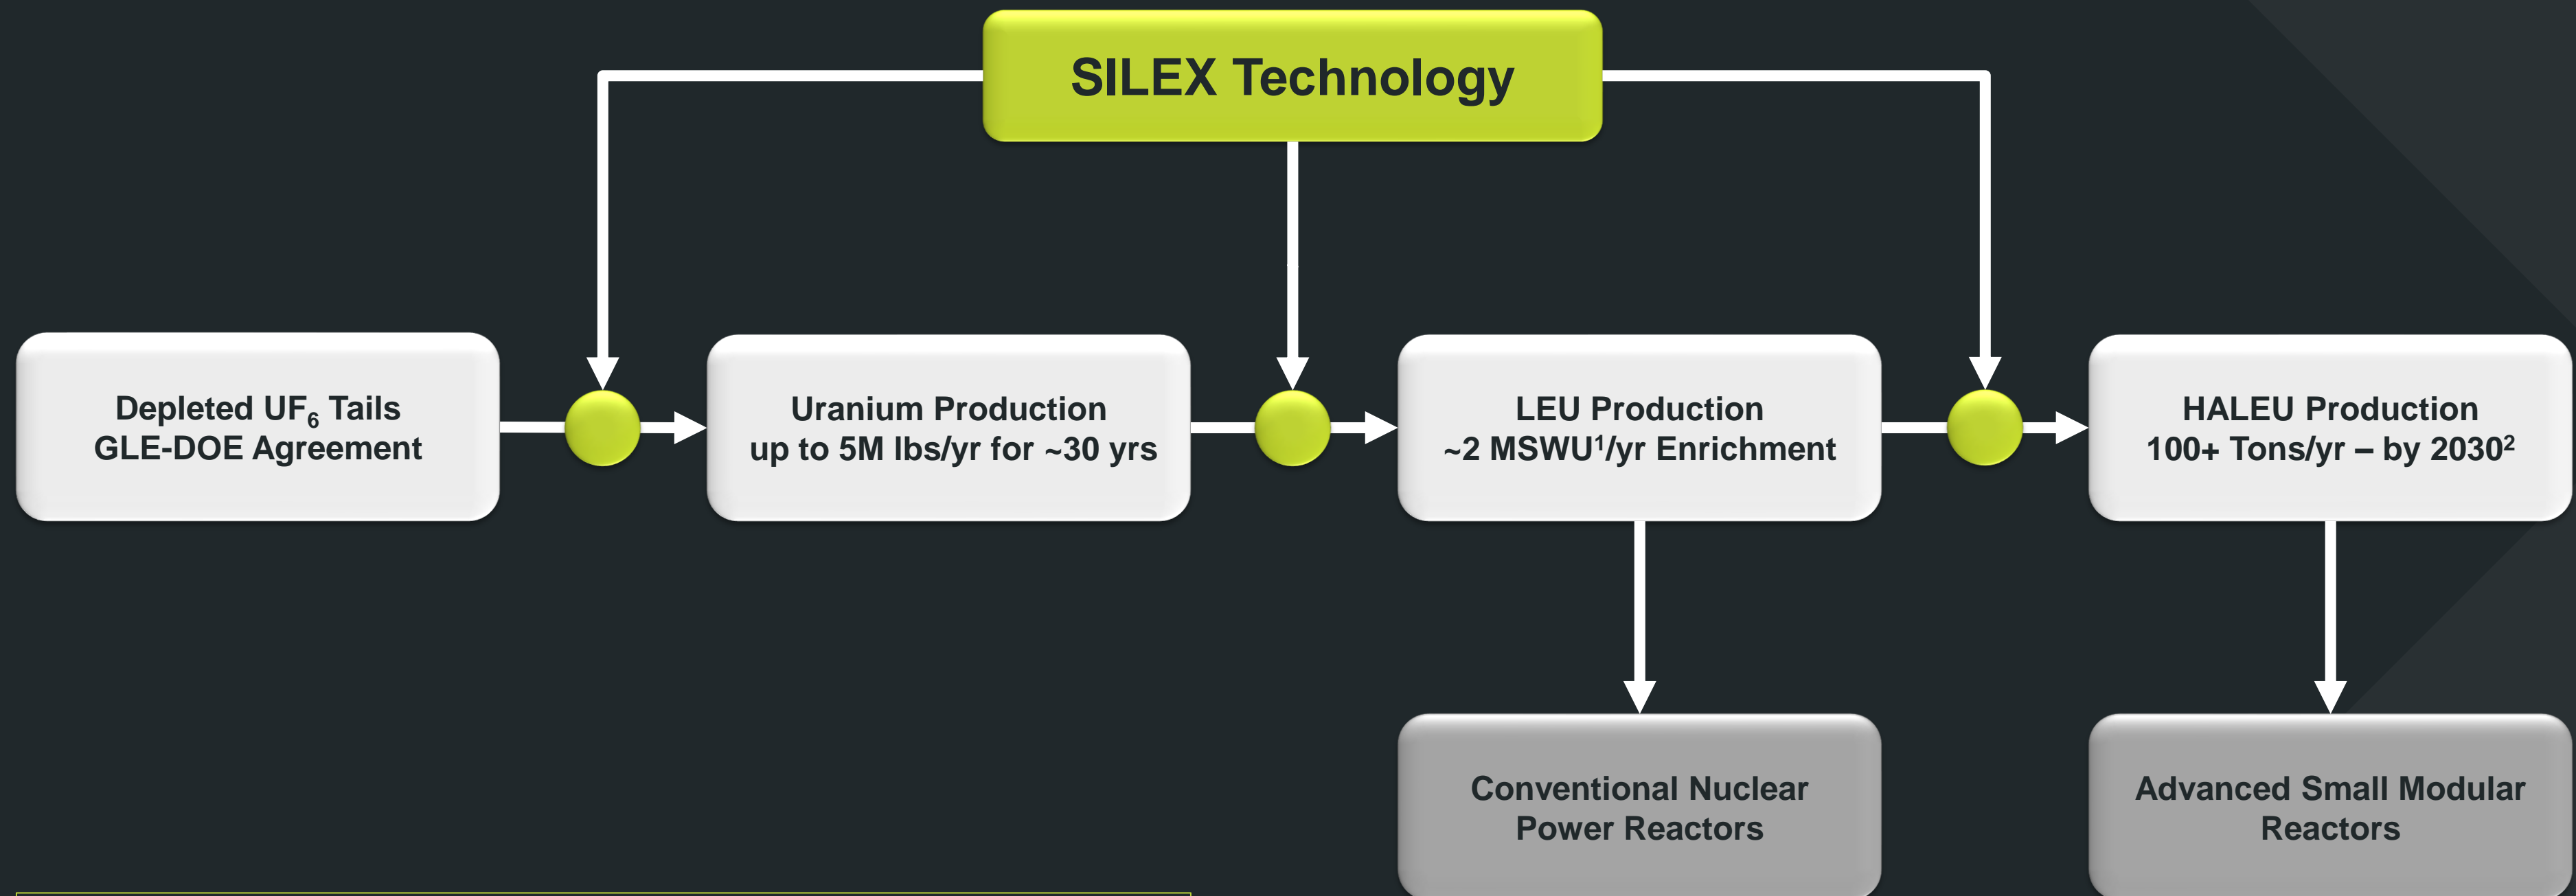 SILEX Technology
Depleted UF₆ Tails
GLE-DOE Agreement
Uranium Production
up to 5M lbs/yr for ~30 yrs
LEU Production
~2 MSWU¹/yr Enrichment
HALEU Production
100+ Tons/yr – by 2030²
Conventional Nuclear
Power Reactors
Advanced Small Modular
Reactors